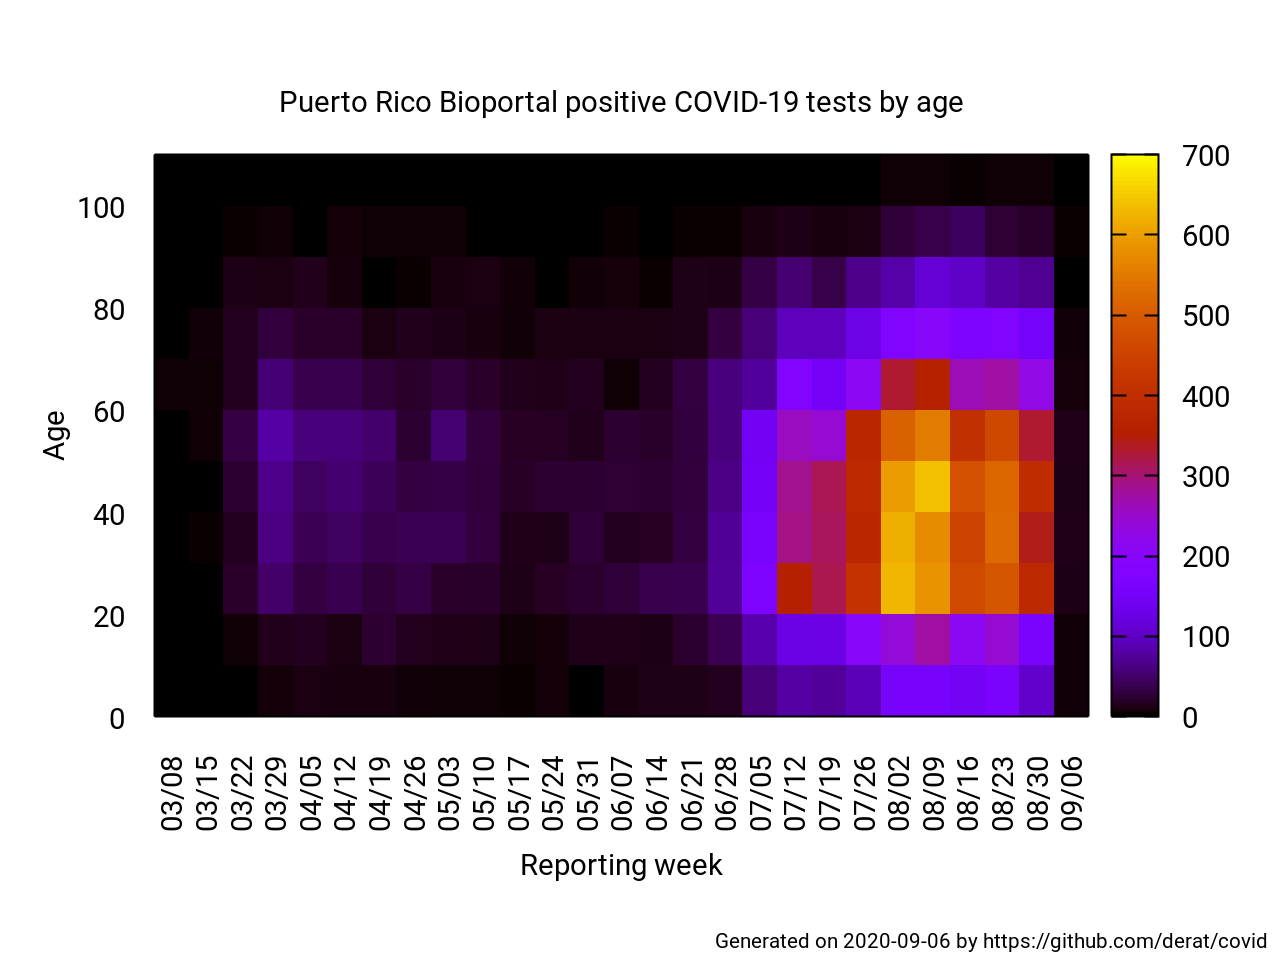 Puerto Rico Bioportal positive COVID-19 tests by age
700
600
500
400
300
200
100
0
100
80
60
40
20
0
Age
03/08 03/15 03/22 03/29 04/05 04/12 04/19 04/26 05/03 05/10 05/17 05/24 05/31 06/07 06/14 06/21 06/28 07/05 07/12 07/19 07/26 08/02 08/09 08/16 08/23 08/30 09/06
Reporting week
Generated on 2020-09-06 by https://github.com/derat/covid